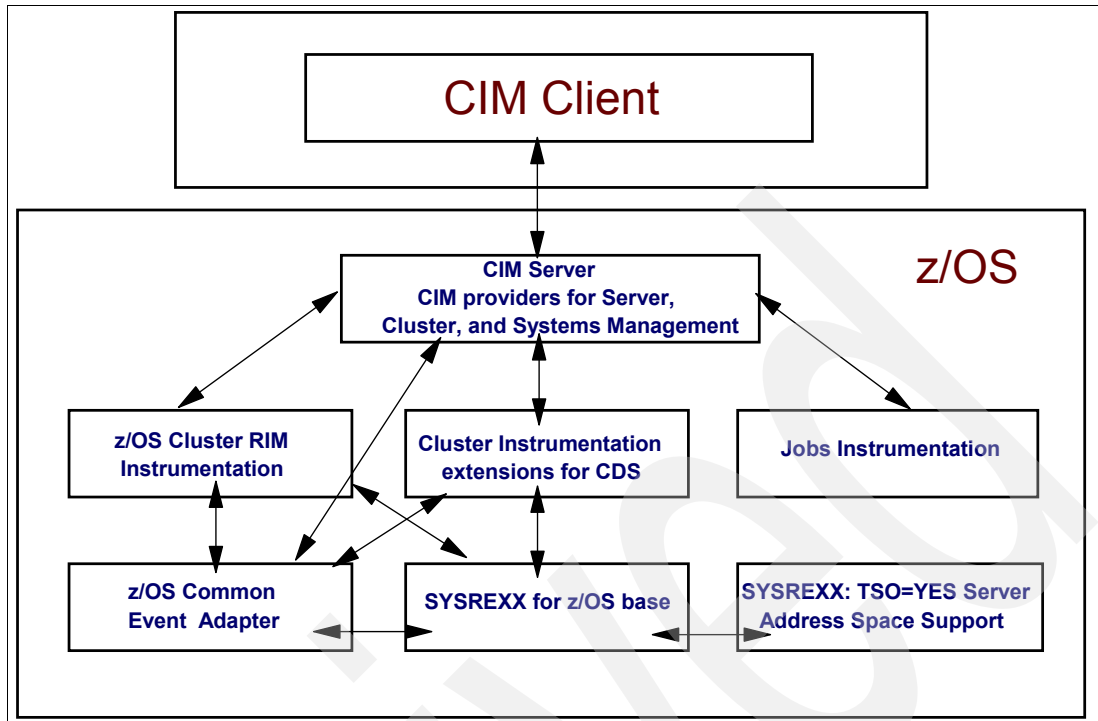 CIM Client
z/OS
CIM Server
CIM providers for Server,
Cluster, and Systems Management
z/OS Cluster RIM
Instrumentation
Cluster Instrumentation
extensions for CDS
Jobs Instrumentation
z/OS Common
Event Adapter
SYSREXX for z/OS base
SYSREXX: TSO=YES Server
Address Space Support